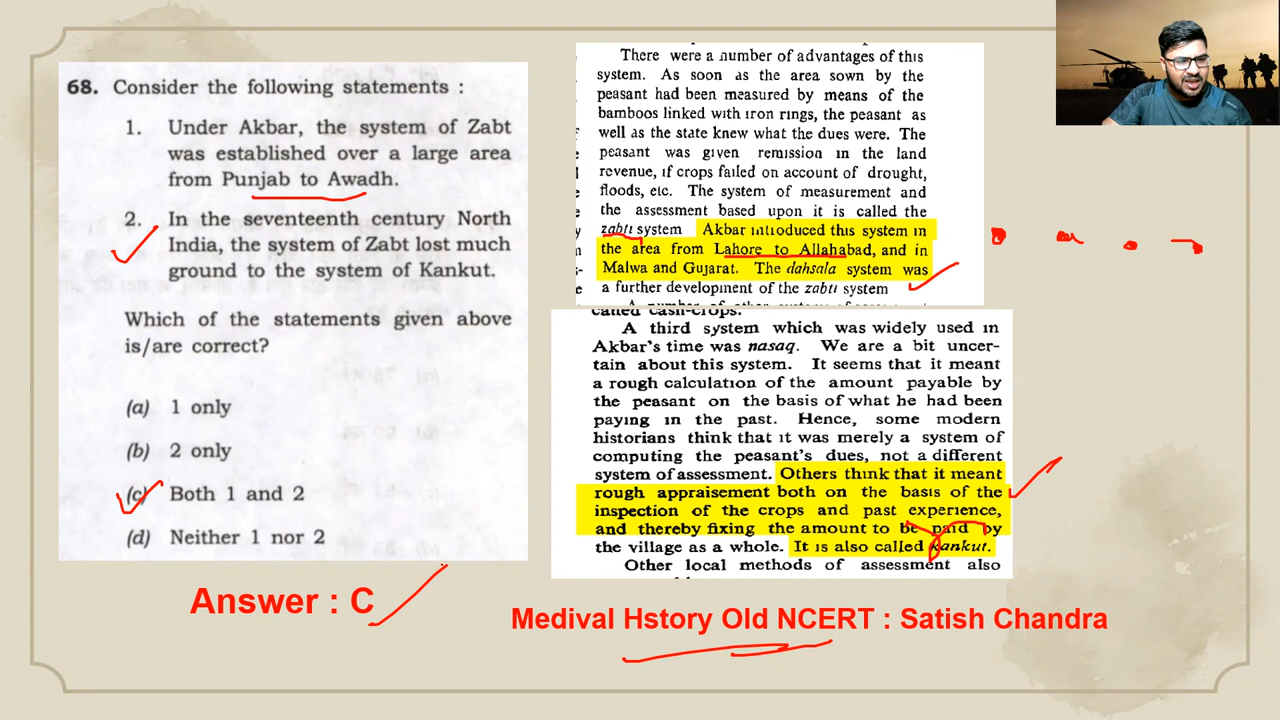 68. Consider the following statements :
1. Under Akbar, the system of Zabt
was established over a large area
from Punjab to Awadh.
2. In the seventeenth century North
India, the system of Zabt lost much
ground to the system of Kankut.
Which of the statements given above
is/are correct?
(a) 1 only
(b) 2 only
(c) Both 1 and 2
(d) Neither 1 nor 2
Answer : C
There were a number of advantages of this
system. As soon as the area sown by the
peasant had been measured by means of the
bamboos linked with iron rings, the peasant as
well as the state knew what the dues were. The
peasant was given remission in the land
revenue, if crops failed on account of drought,
floods, etc. The system of measurement and
the assessment based upon it is called the
zabti system Akbar introduced this system in
the area from Lahore to Allahabad, and in
Malwa and Gujarat. The dahsala system was
a further development of the zabti system
called cash-crops.
A third system which was widely used in
Akbar's time was nasaq. We are a bit uncer-
tain about this system. It seems that it meant
a rough calculation of the amount payable by
the peasant on the basis of what he had been
paying in the past. Hence, some modern
historians think that it was merely a system of
computing the peasant's dues, not a different
system of assessment. Others think that it meant
rough appraisement both on the basis of the
inspection of the crops and past experience,
and thereby fixing the amount to be paid by
the village as a whole. It is also called kankut.
Other local methods of assessment also
Medival Hstory Old NCERT : Satish Chandra